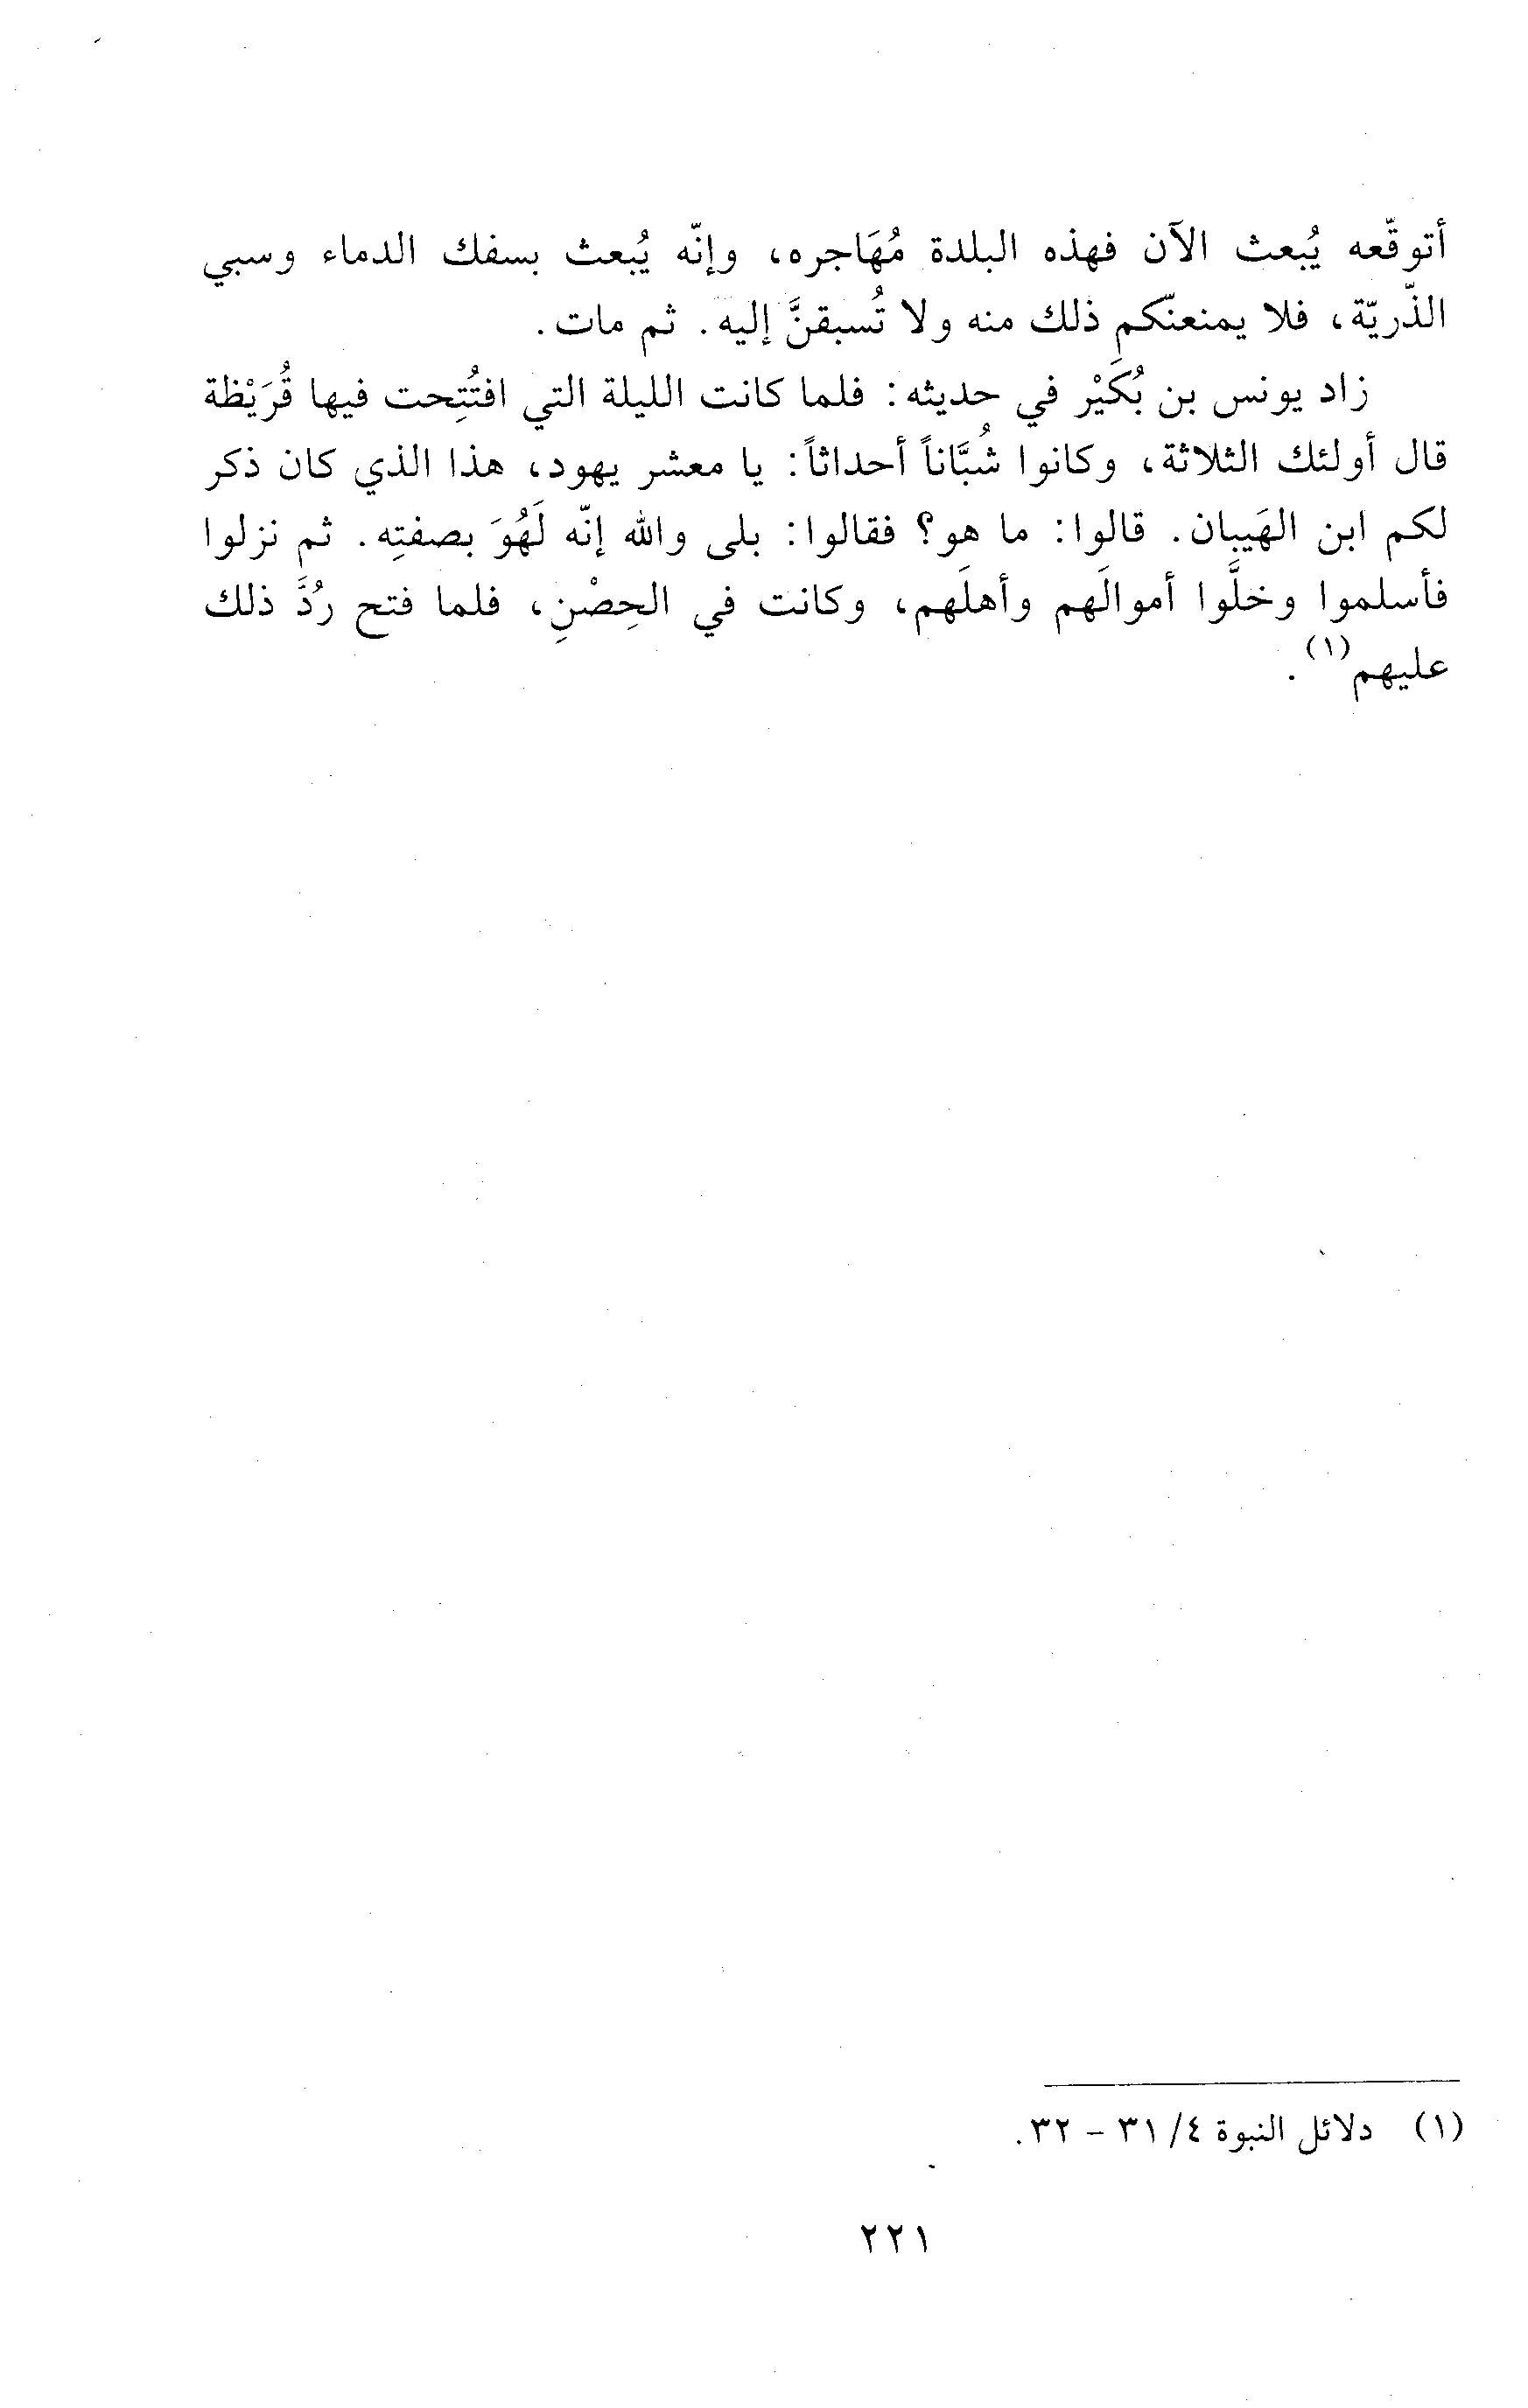 أتوقّعه يُبعث الآن فهذه البلدة مُهَاجره، وإنّه يُبعث بسفك الدماء وسبي
الذّريّة، فلا يمنعنّكم ذلك منه ولا تُسبقنَّ إليه. ثم مات.
زاد يونس بن بُكَيْر في حديثه: فلما كانت الليلة التي افتُتِحت فيها قُرَيْظة
قال أولئك الثلاثة، وكانوا شُبَّاناً أحداثاً: يا معشر يهود، هذا الذي كان ذكر
لكم ابن الهَيبان. قالوا: ما هو؟ فقالوا: بلى والله إنّه لَهُوَ بصفتِه. ثم نزلوا
فأسلموا وخلَّوا أموالَهم وأهلَهم، وكانت في الحِصْنِ، فلما فتح رُدَّ ذلك
عليهم(١).
(١) دلائل النبوة ٤/ ٣١ - ٣٢.
٢٢١